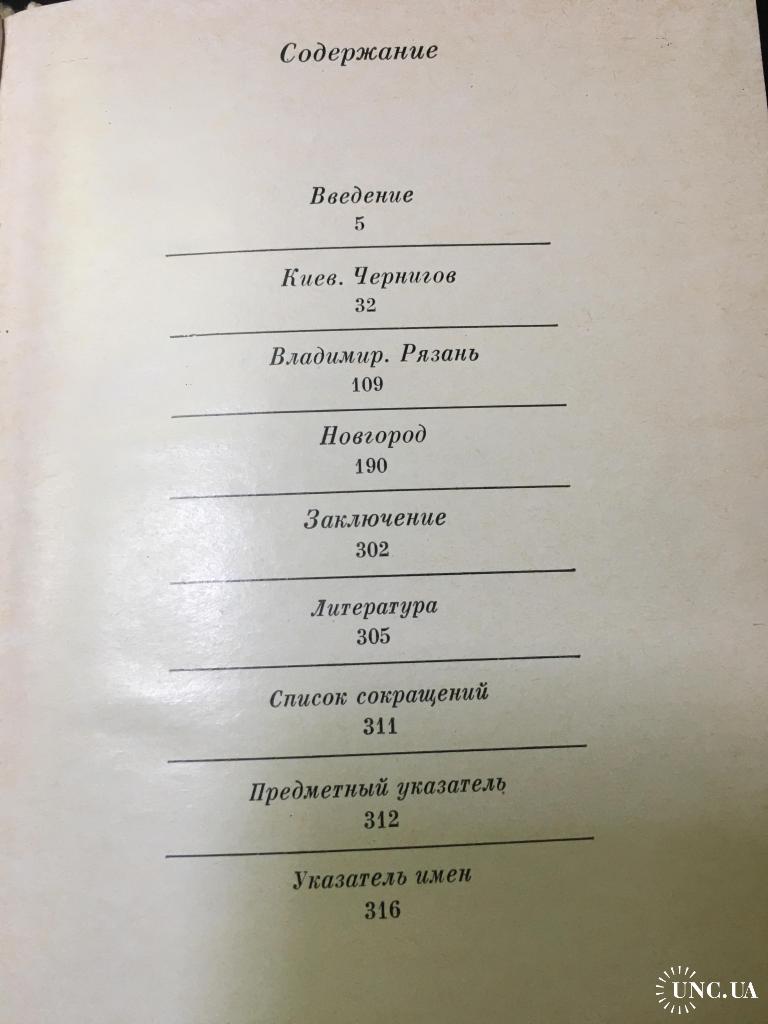 Содержание
Введение
5
Киев. Чернигов
32
Владимир. Рязань
109
Новгород
190
Заключение
302
Литература
305
Список сокращений
311
Предметный указатель
312
Указатель имен
316
UNC.UA